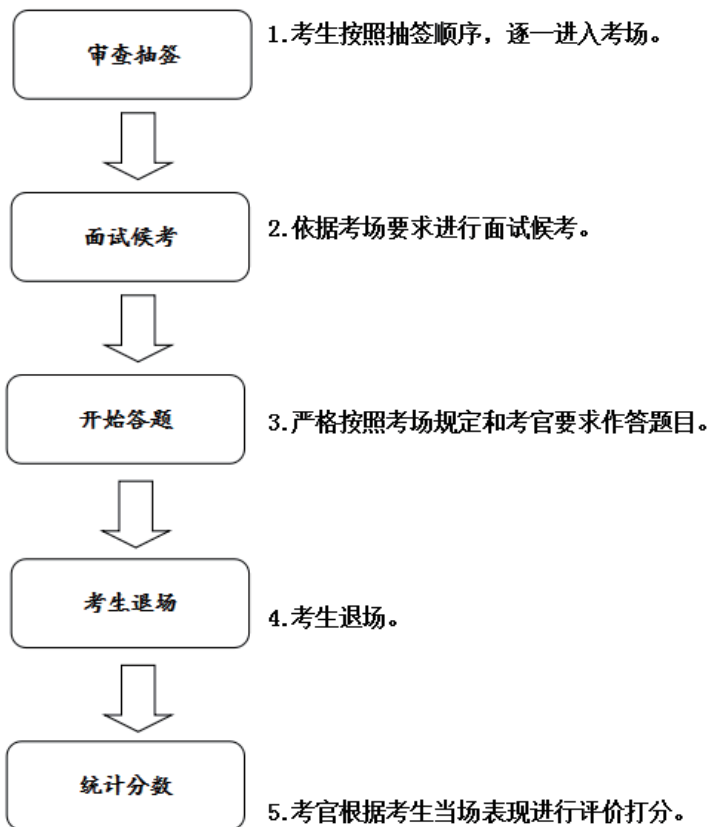 审查抽签
1.考生按照抽签顺序，逐一进入考场。
面试候考
2.依据考场要求进行面试候考。
开始答题
3.严格按照考场规定和考官要求作答题目。
考生退场
4.考生退场。
统计分数
5.考官根据考生当场表现进行评价打分。